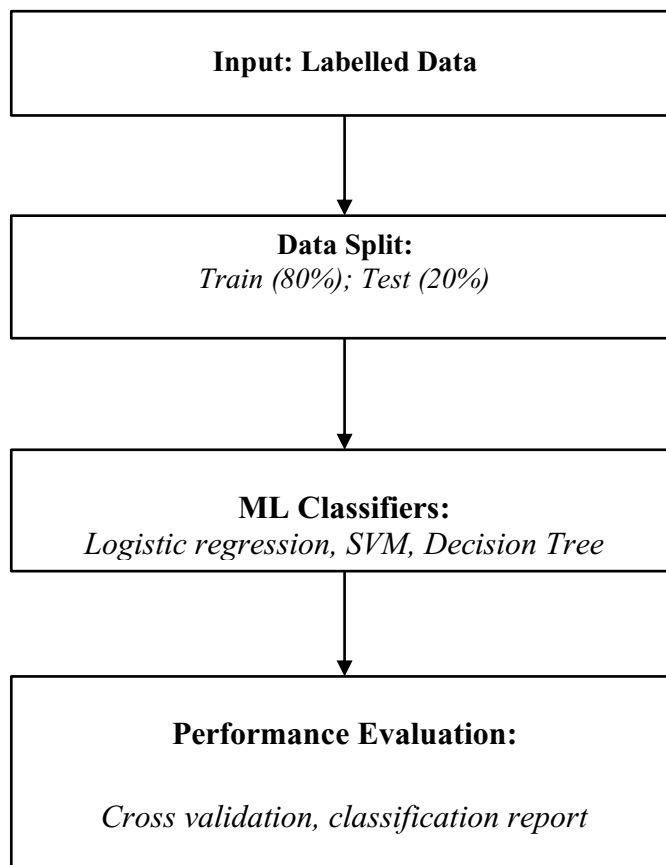 Input: Labelled Data
Data Split:
Train (80%); Test (20%)
ML Classifiers:
Logistic regression, SVM, Decision Tree
Performance Evaluation:
Cross validation, classification report